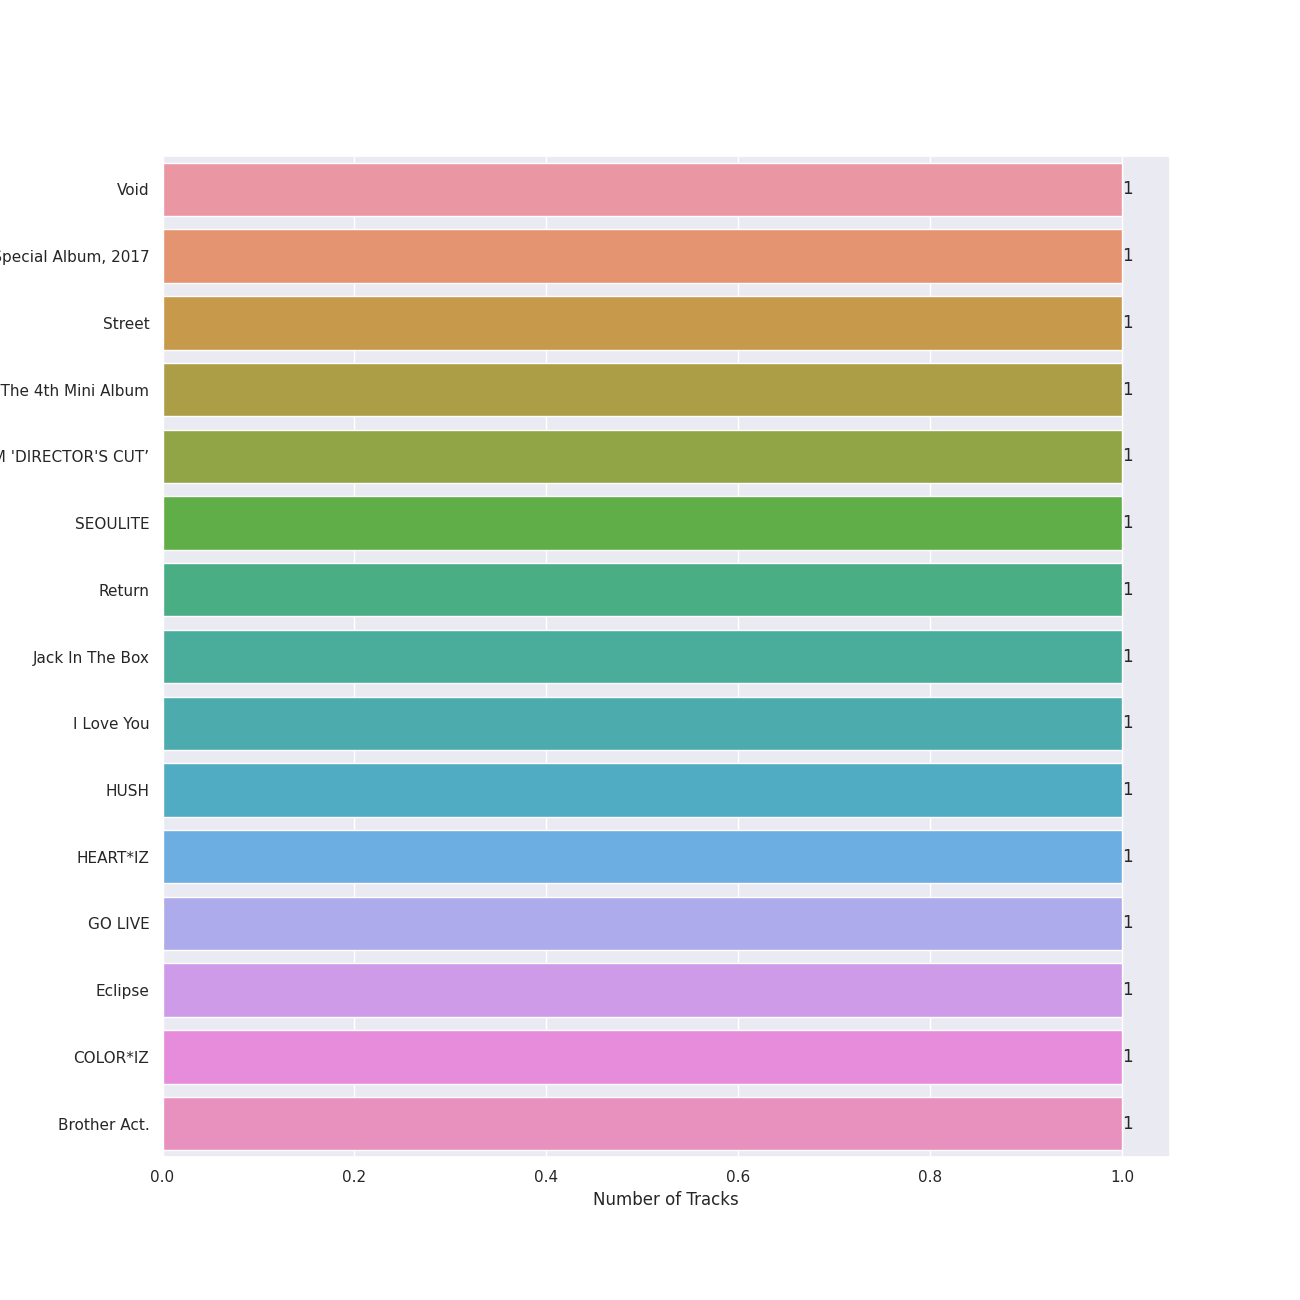 Void 1
Special Album, 2017 1
Street 1
The 4th Mini Album 1
'DIRECTOR'S CUT’ 1
SEOULITE 1
Return 1
Jack In The Box 1
I Love You 1
HUSH 1
HEART*IZ 1
GO LIVE 1
Eclipse 1
COLOR*IZ 1
Brother Act. 1
0.0 0.2 0.4 0.6 0.8 1.0
Number of Tracks